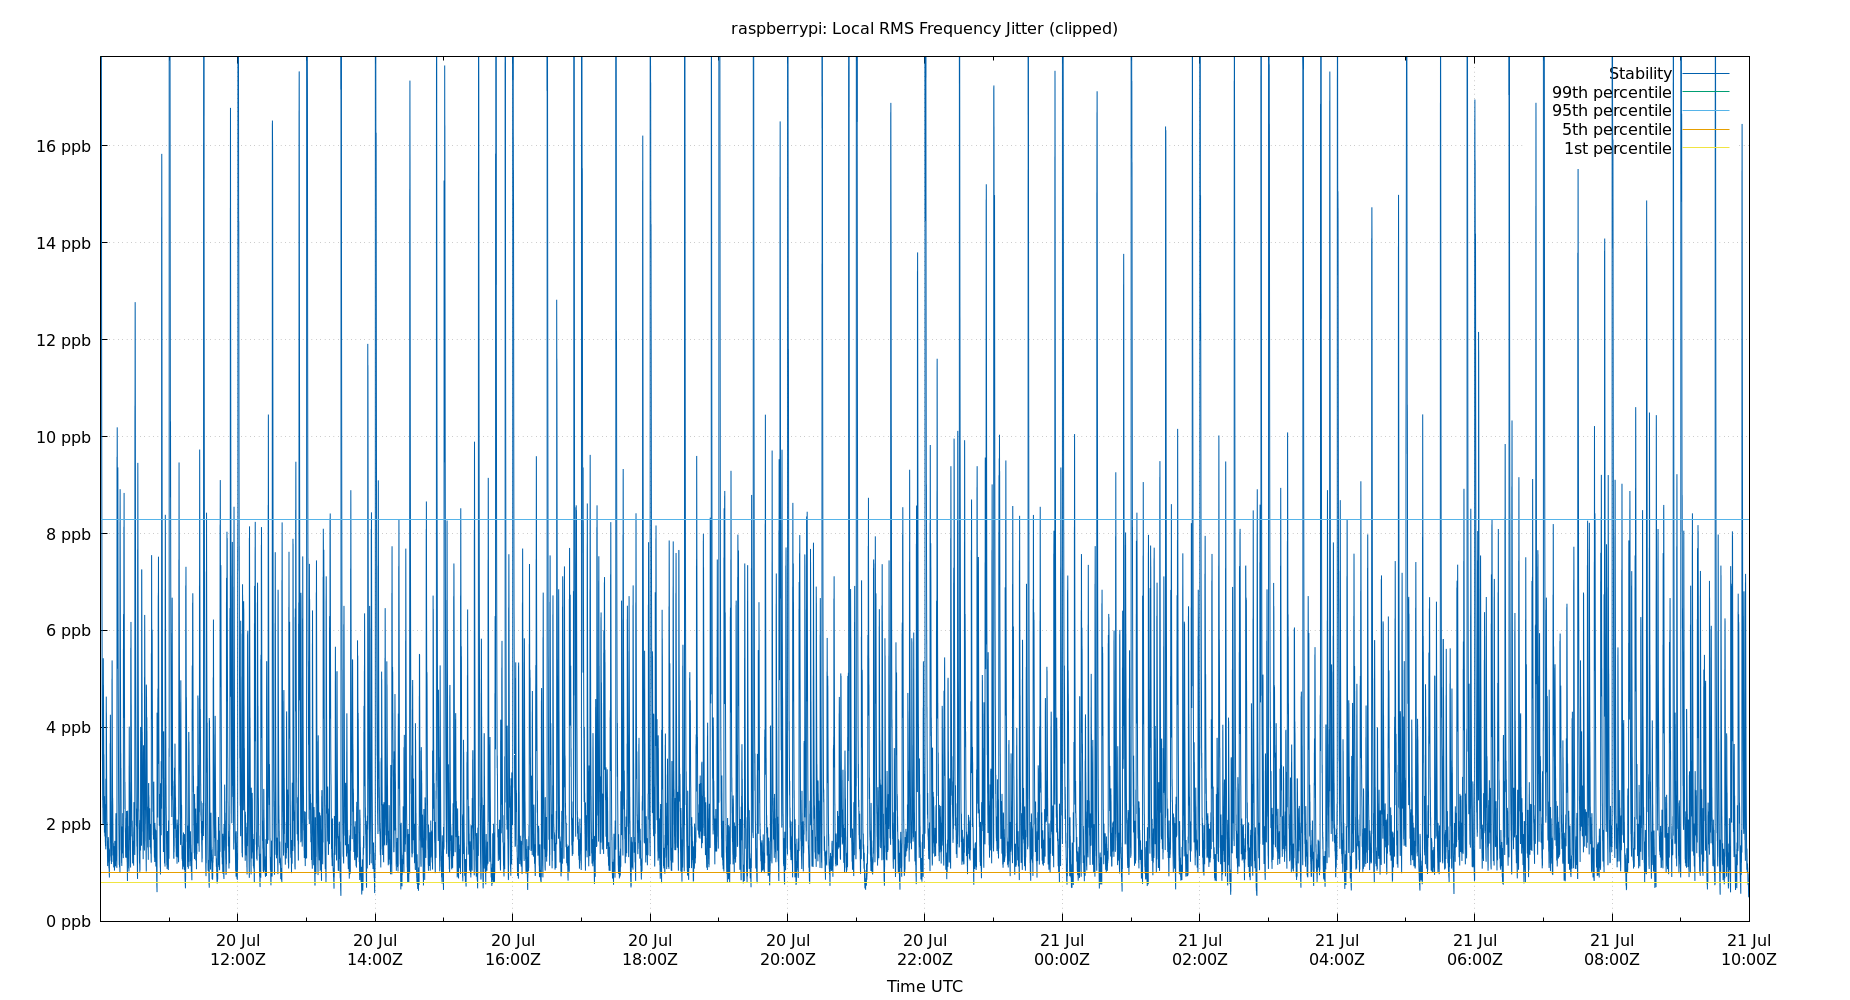 raspberrypi: Local RMS Frequency Jitter (clipped)
Stability
99th percentile
95th percentile
5th percentile
1st percentile
16 ppb
14 ppb
12 ppb
10 ppb
8 ppb
6 ppb
4 ppb
2 ppb
0 ppb
20 Jul 20 Jul 20 Jul 20 Jul 20 Jul 20 Jul 21 Jul 21 Jul 21 Jul 21 Jul 21 Jul 21 Jul
12:00Z 14:00Z 16:00Z 18:00Z 20:00Z 22:00Z 00:00Z 02:00Z 04:00Z 06:00Z 08:00Z 10:00Z
Time UTC